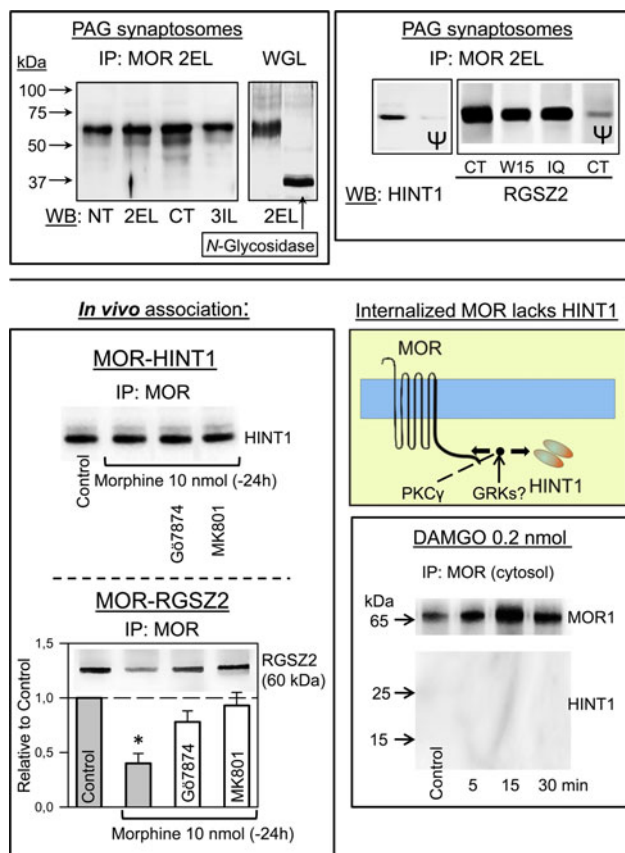 PAG synaptosomes
kDa
IP: MOR 2EL
WGL
100
75
50
37
WB: NT 2EL CT 3IL
2EL
N-Glycosidase
PAG synaptosomes
IP: MOR 2EL
Ψ
Ψ
CT W15 IQ CT
WB: HINT1
RGSZ2
In vivo association:
MOR-HINT1
IP: MOR
HINT1
Control
Morphine 10 nmol (-24h)
Gö7874
MK801
MOR-RGSZ2
IP: MOR
1,5
RGSZ2
(60 kDa)
1,0
0,5
0,0
Relative to Control
*
Control
Gö7874
MK801
Morphine 10 nmol (-24h)
Internalized MOR lacks HINT1
MOR
PKCγ
GRKs?
HINT1
DAMGO 0.2 nmol
IP: MOR (cytosol)
kDa
65
MOR1
25
HINT1
15
Control
5 15 30 min